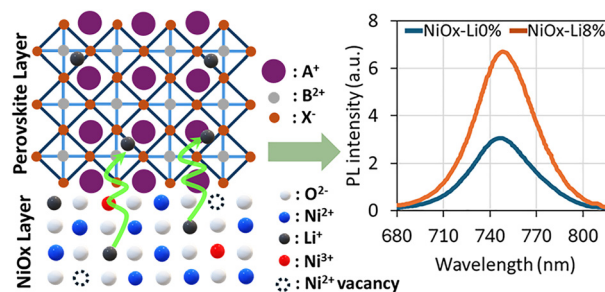 Perovskite Layer
NiOx Layer
: A⁺
: B²⁺
: X⁻
: O²⁻
: Ni²⁺
: Li⁺
: Ni³⁺
: Ni²⁺ vacancy
NiOx-Li0%
NiOx-Li8%
PL intensity (a.u.)
8
6
4
2
0
680
710
740
770
800
Wavelength (nm)